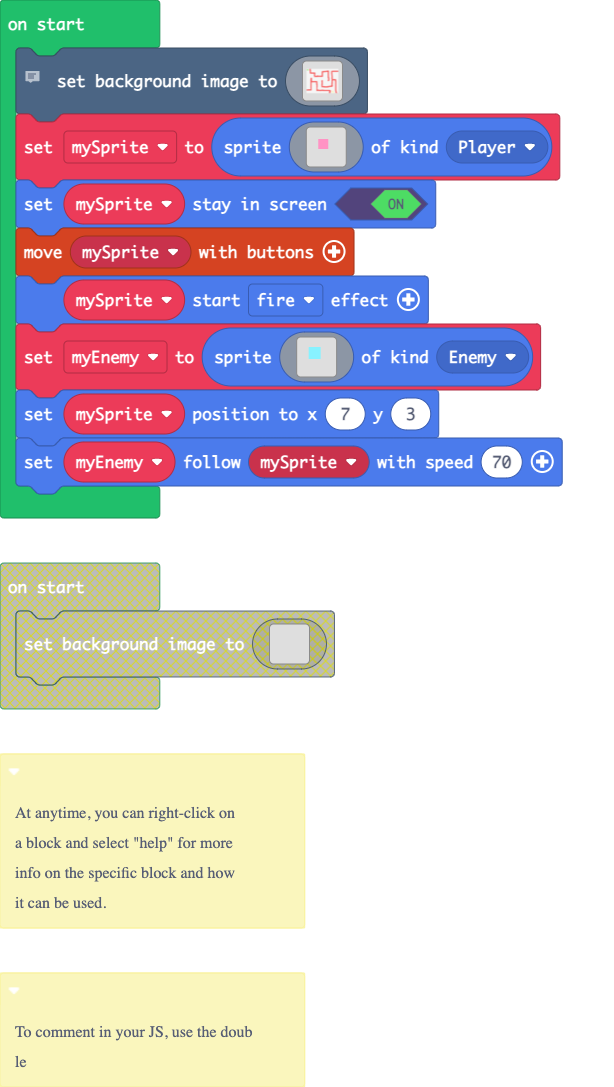 on start
set background image to
set mySprite to sprite of kind Player
set mySprite stay in screen ON
move mySprite with buttons
mySprite start fire effect
set myEnemy to sprite of kind Enemy
set mySprite position to x 7 y 3
set myEnemy follow mySprite with speed 70
on start
set background image to
At anytime, you can right-click on
a block and select "help" for more
info on the specific block and how
it can be used.
To comment in your JS, use the doub
le